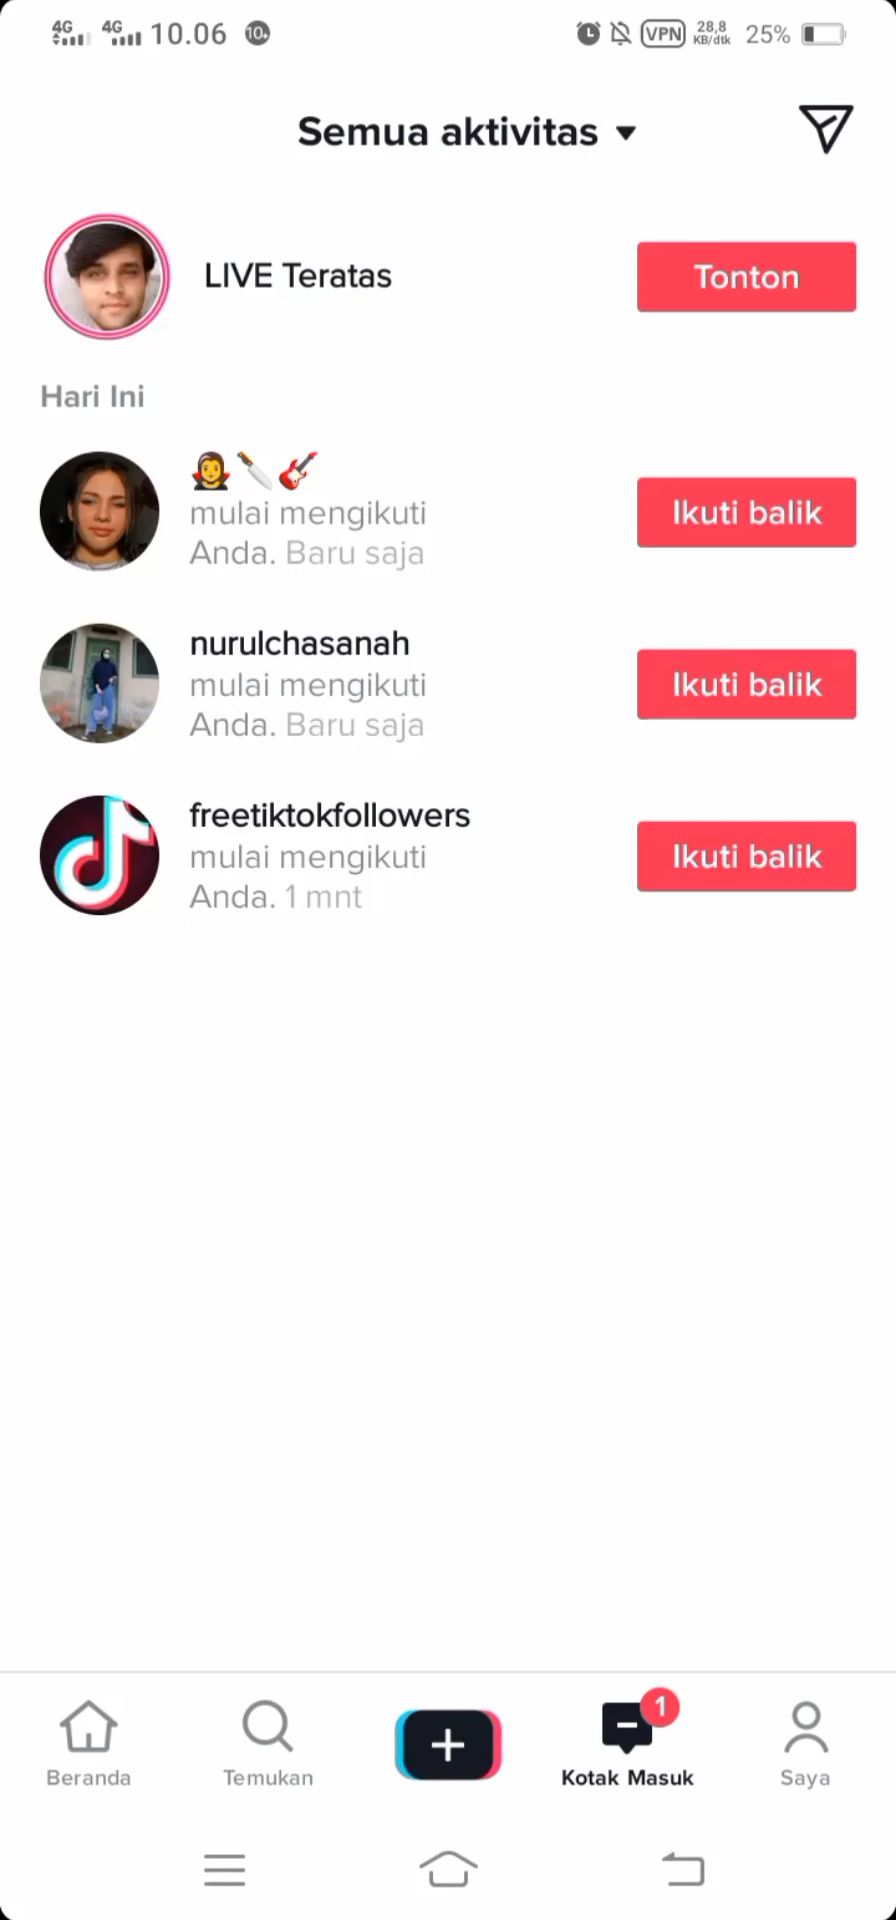 4G 4G 10.06 10+ VPN 28,8 KB/dtk 25%
Semua aktivitas
LIVE Teratas
Tonton
Hari Ini
🧛🔪🎸
mulai mengikuti
Anda. Baru saja
Ikuti balik
nurulchasanah
mulai mengikuti
Anda. Baru saja
Ikuti balik
freetiktokfollowers
mulai mengikuti
Anda. 1 mnt
Ikuti balik
1
Beranda Temukan Kotak Masuk Saya